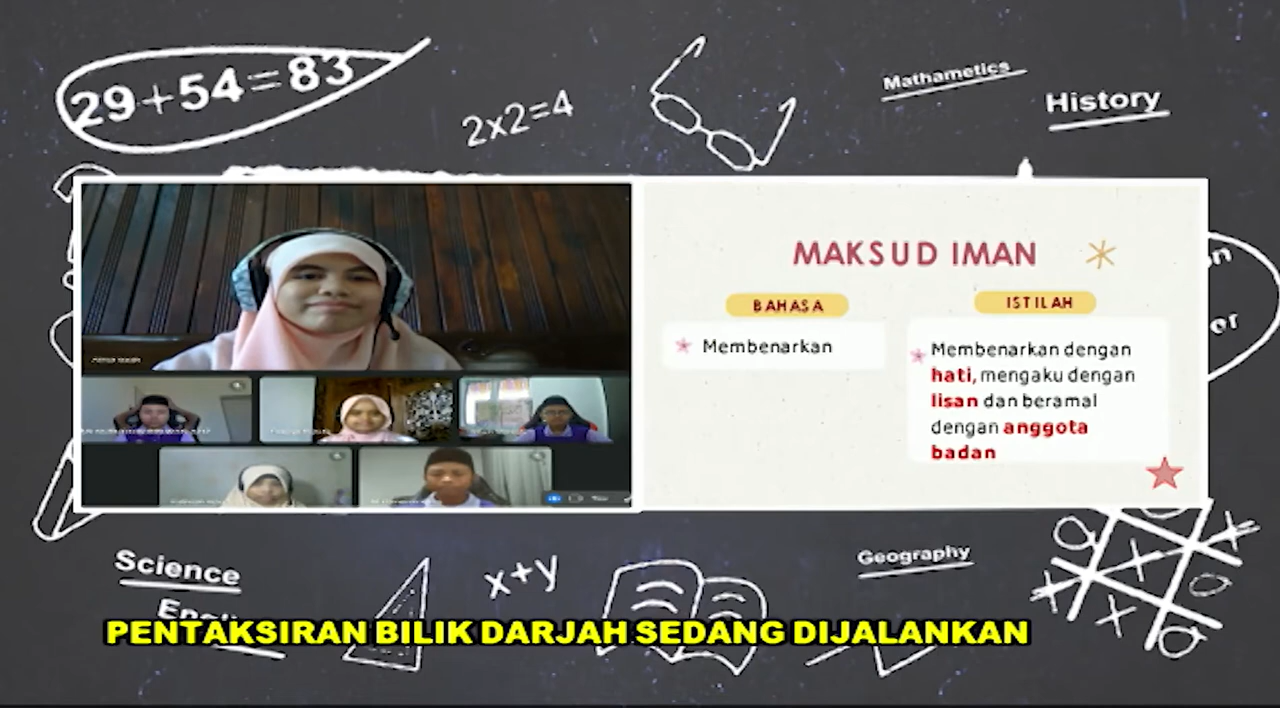 29+54=83
2x2=4
Mathametics
History
MAKSUD IMAN
BAHASA
ISTILAH
Membenarkan
Membenarkan dengan
hati, mengaku dengan
lisan dan beramal
dengan anggota
badan
Science
x+y
Geography
PENTAKSIRAN BILIK DARJAH SEDANG DIJALANKAN